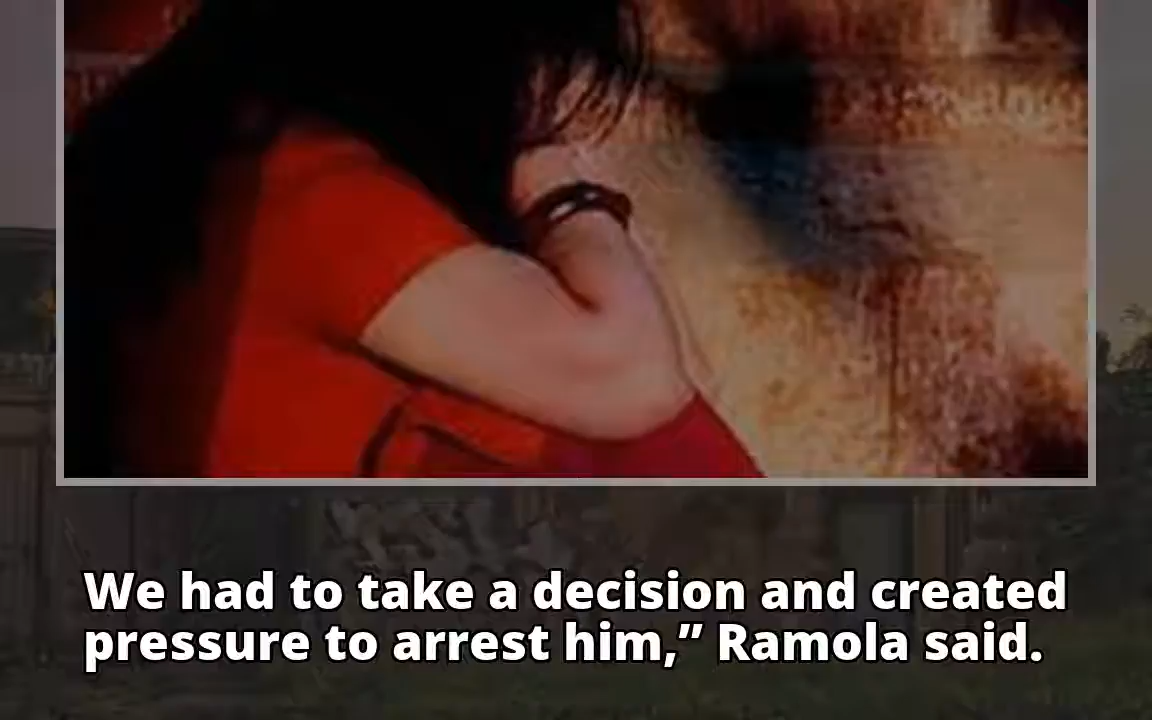 We had to take a decision and created
pressure to arrest him,” Ramola said.